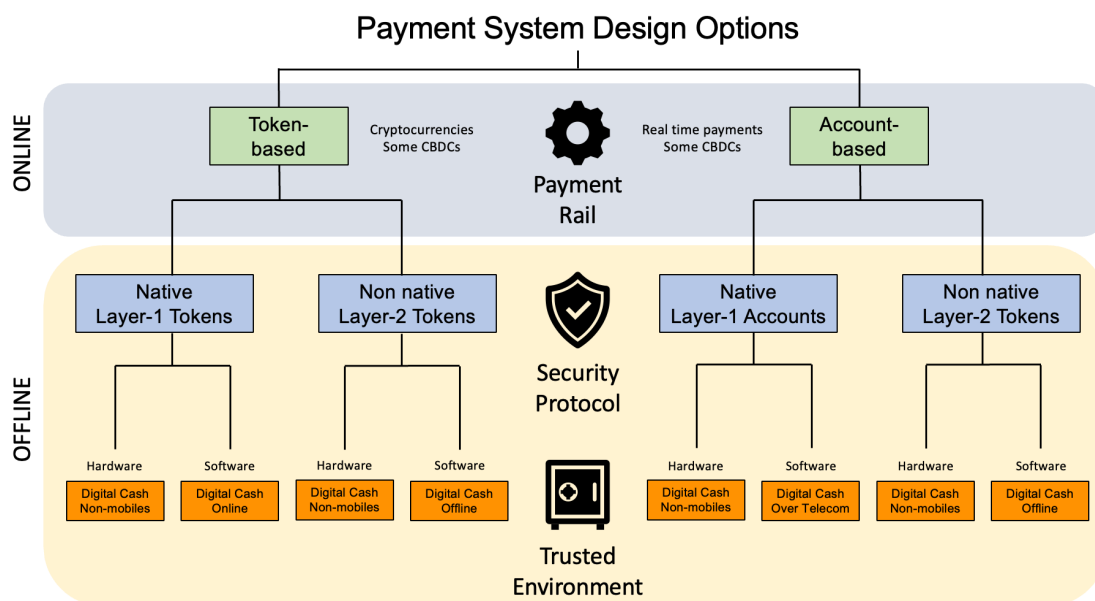 Payment System Design Options
ONLINE
Token-
based
Cryptocurrencies
Some CBDCs
Payment
Rail
Real time payments
Some CBDCs
Account-
based
OFFLINE
Native
Layer-1 Tokens
Non native
Layer-2 Tokens
Security
Protocol
Native
Layer-1 Accounts
Non native
Layer-2 Tokens
Hardware
Digital Cash
Non-mobiles
Software
Digital Cash
Online
Hardware
Digital Cash
Non-mobiles
Software
Digital Cash
Offline
Trusted
Environment
Hardware
Digital Cash
Non-mobiles
Software
Digital Cash
Over Telecom
Hardware
Digital Cash
Non-mobiles
Software
Digital Cash
Offline